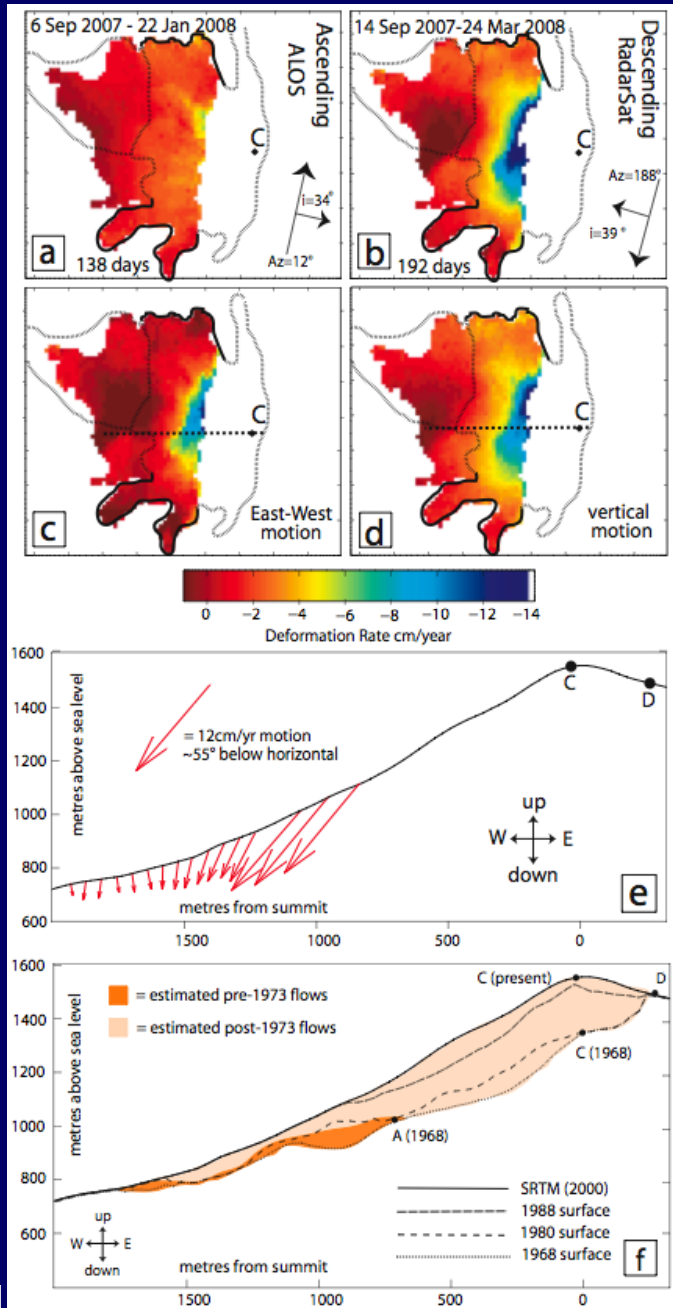 6 Sep 2007 - 22 Jan 2008
Ascending
ALOS
C
i=34°
Az=12°
a
138 days
14 Sep 2007-24 Mar 2008
Descending
RadarSat
C
Az=188°
i=39°
b
192 days
C
c
East-West
motion
C
d
vertical
motion
0 −2 −4 −6 −8 −10 −12 −14
Deformation Rate cm/year
1600
1400
1200
1000
800
600
metres above sea level
= 12cm/yr motion
~55° below horizontal
C
D
up
W E
down
metres from summit
e
1500 1000 500 0
1600
1400
1200
1000
800
600
metres above sea level
= estimated pre-1973 flows
= estimated post-1973 flows
C (present)
D
C (1968)
A (1968)
SRTM (2000)
1988 surface
1980 surface
1968 surface
up
W E
down
metres from summit
f
1500 1000 500 0